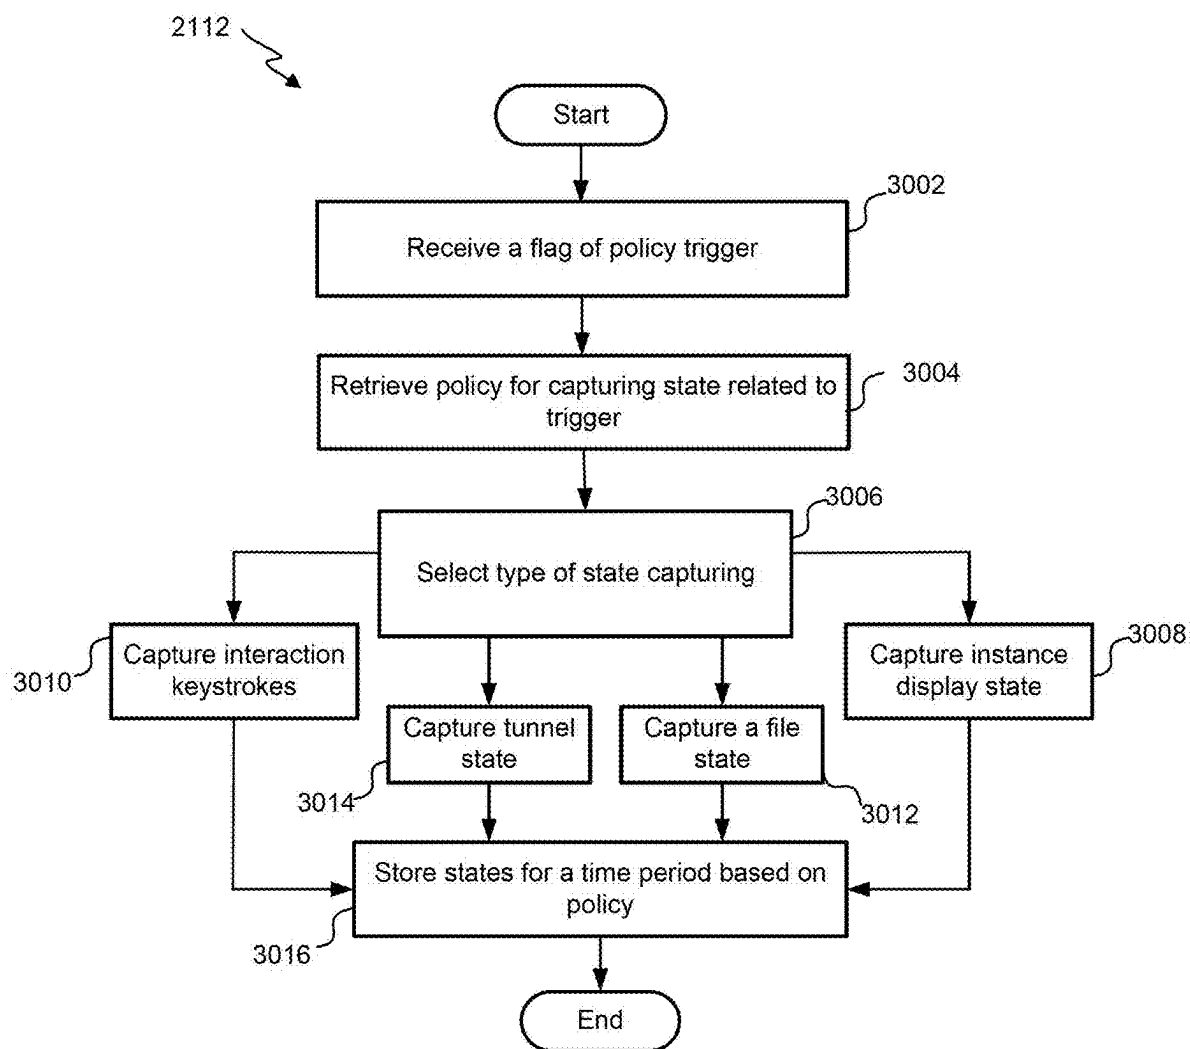 2112
Start
3002
Receive a flag of policy trigger
3004
Retrieve policy for capturing state related to
trigger
3006
Select type of state capturing
3010
Capture interaction
keystrokes
Capture instance
display state
3008
Capture tunnel
state
3014
Capture a file
state
3012
Store states for a time period based on
policy
3016
End